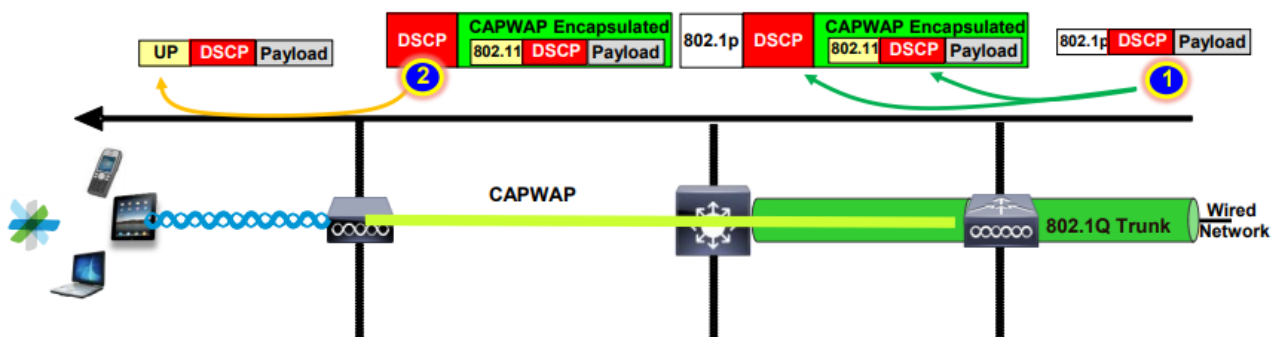 UP DSCP Payload
DSCP CAPWAP Encapsulated
802.11 DSCP Payload
2
802.1p DSCP CAPWAP Encapsulated
802.11 DSCP Payload
802.1p DSCP Payload
1
CAPWAP
802.1Q Trunk
Wired
Network